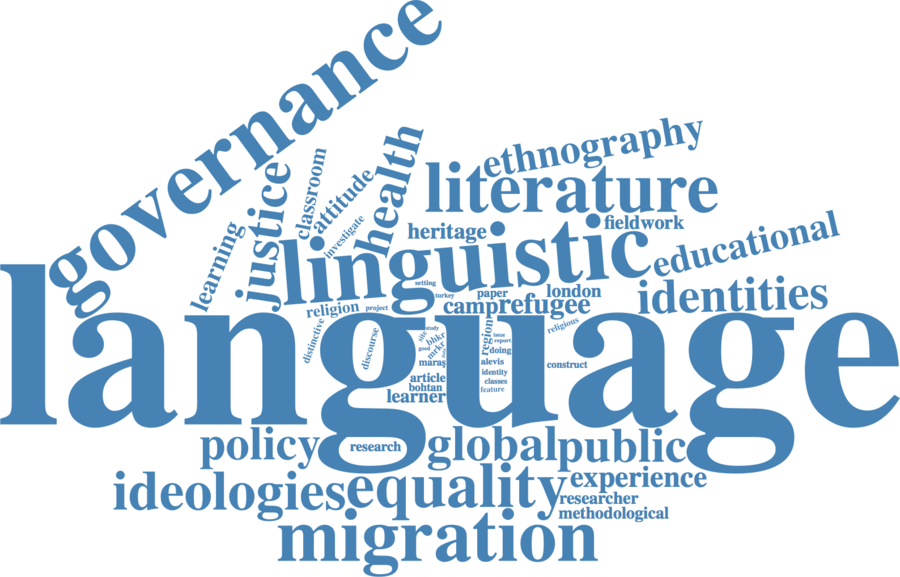 governance
ethnography
health
classroom
literature
justice
attitude
fieldwork
investigate
heritage
linguistic
educational
learning
setting
london
identities
turkey
paper
camp
refugee
language
religion
project
religious
region
distinctive
discourse
study
site
bhkr
issue
report
good
mrkr
doing
maraş
alevis
construct
identity
article
classes
bohtan
feature
learner
policy
research
global
public
ideologies
equality
experience
researcher
methodological
migration